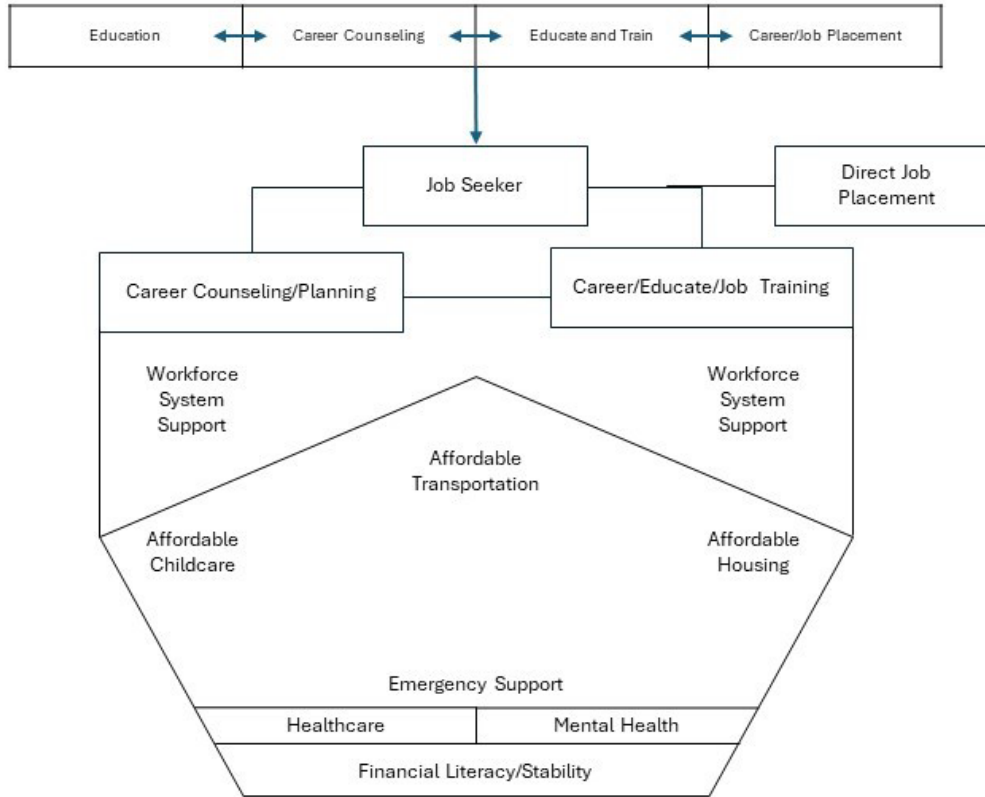 Education
Career Counseling
Educate and Train
Career/Job Placement
Job Seeker
Direct Job
Placement
Career Counseling/Planning
Career/Educate/Job Training
Workforce
System
Support
Workforce
System
Support
Affordable
Transportation
Affordable
Childcare
Affordable
Housing
Emergency Support
Healthcare
Mental Health
Financial Literacy/Stability